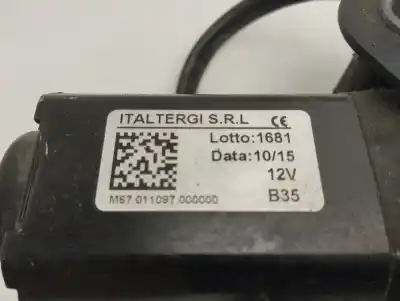 ITALTERGI S.R.L CE
Lotto:1681
Data:10/15
12V
M67 011097 000000 B35